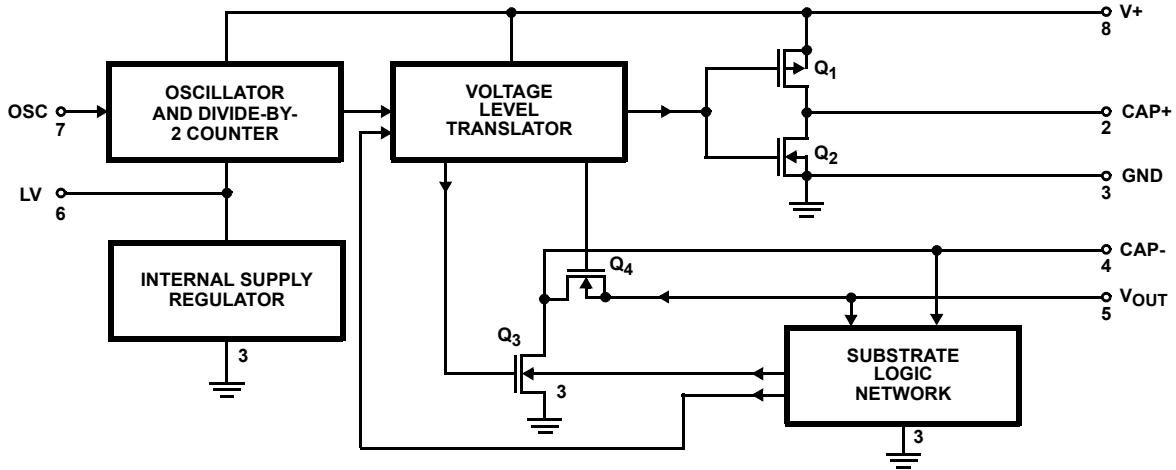 V+
8
OSCILLATOR
AND DIVIDE-BY-
2 COUNTER
VOLTAGE
LEVEL
TRANSLATOR
Q1
OSC
7
CAP+
2
Q2
GND
3
LV
6
INTERNAL SUPPLY
REGULATOR
3
CAP-
4
Q4
VOUT
5
Q3
3
SUBSTRATE
LOGIC
NETWORK
3